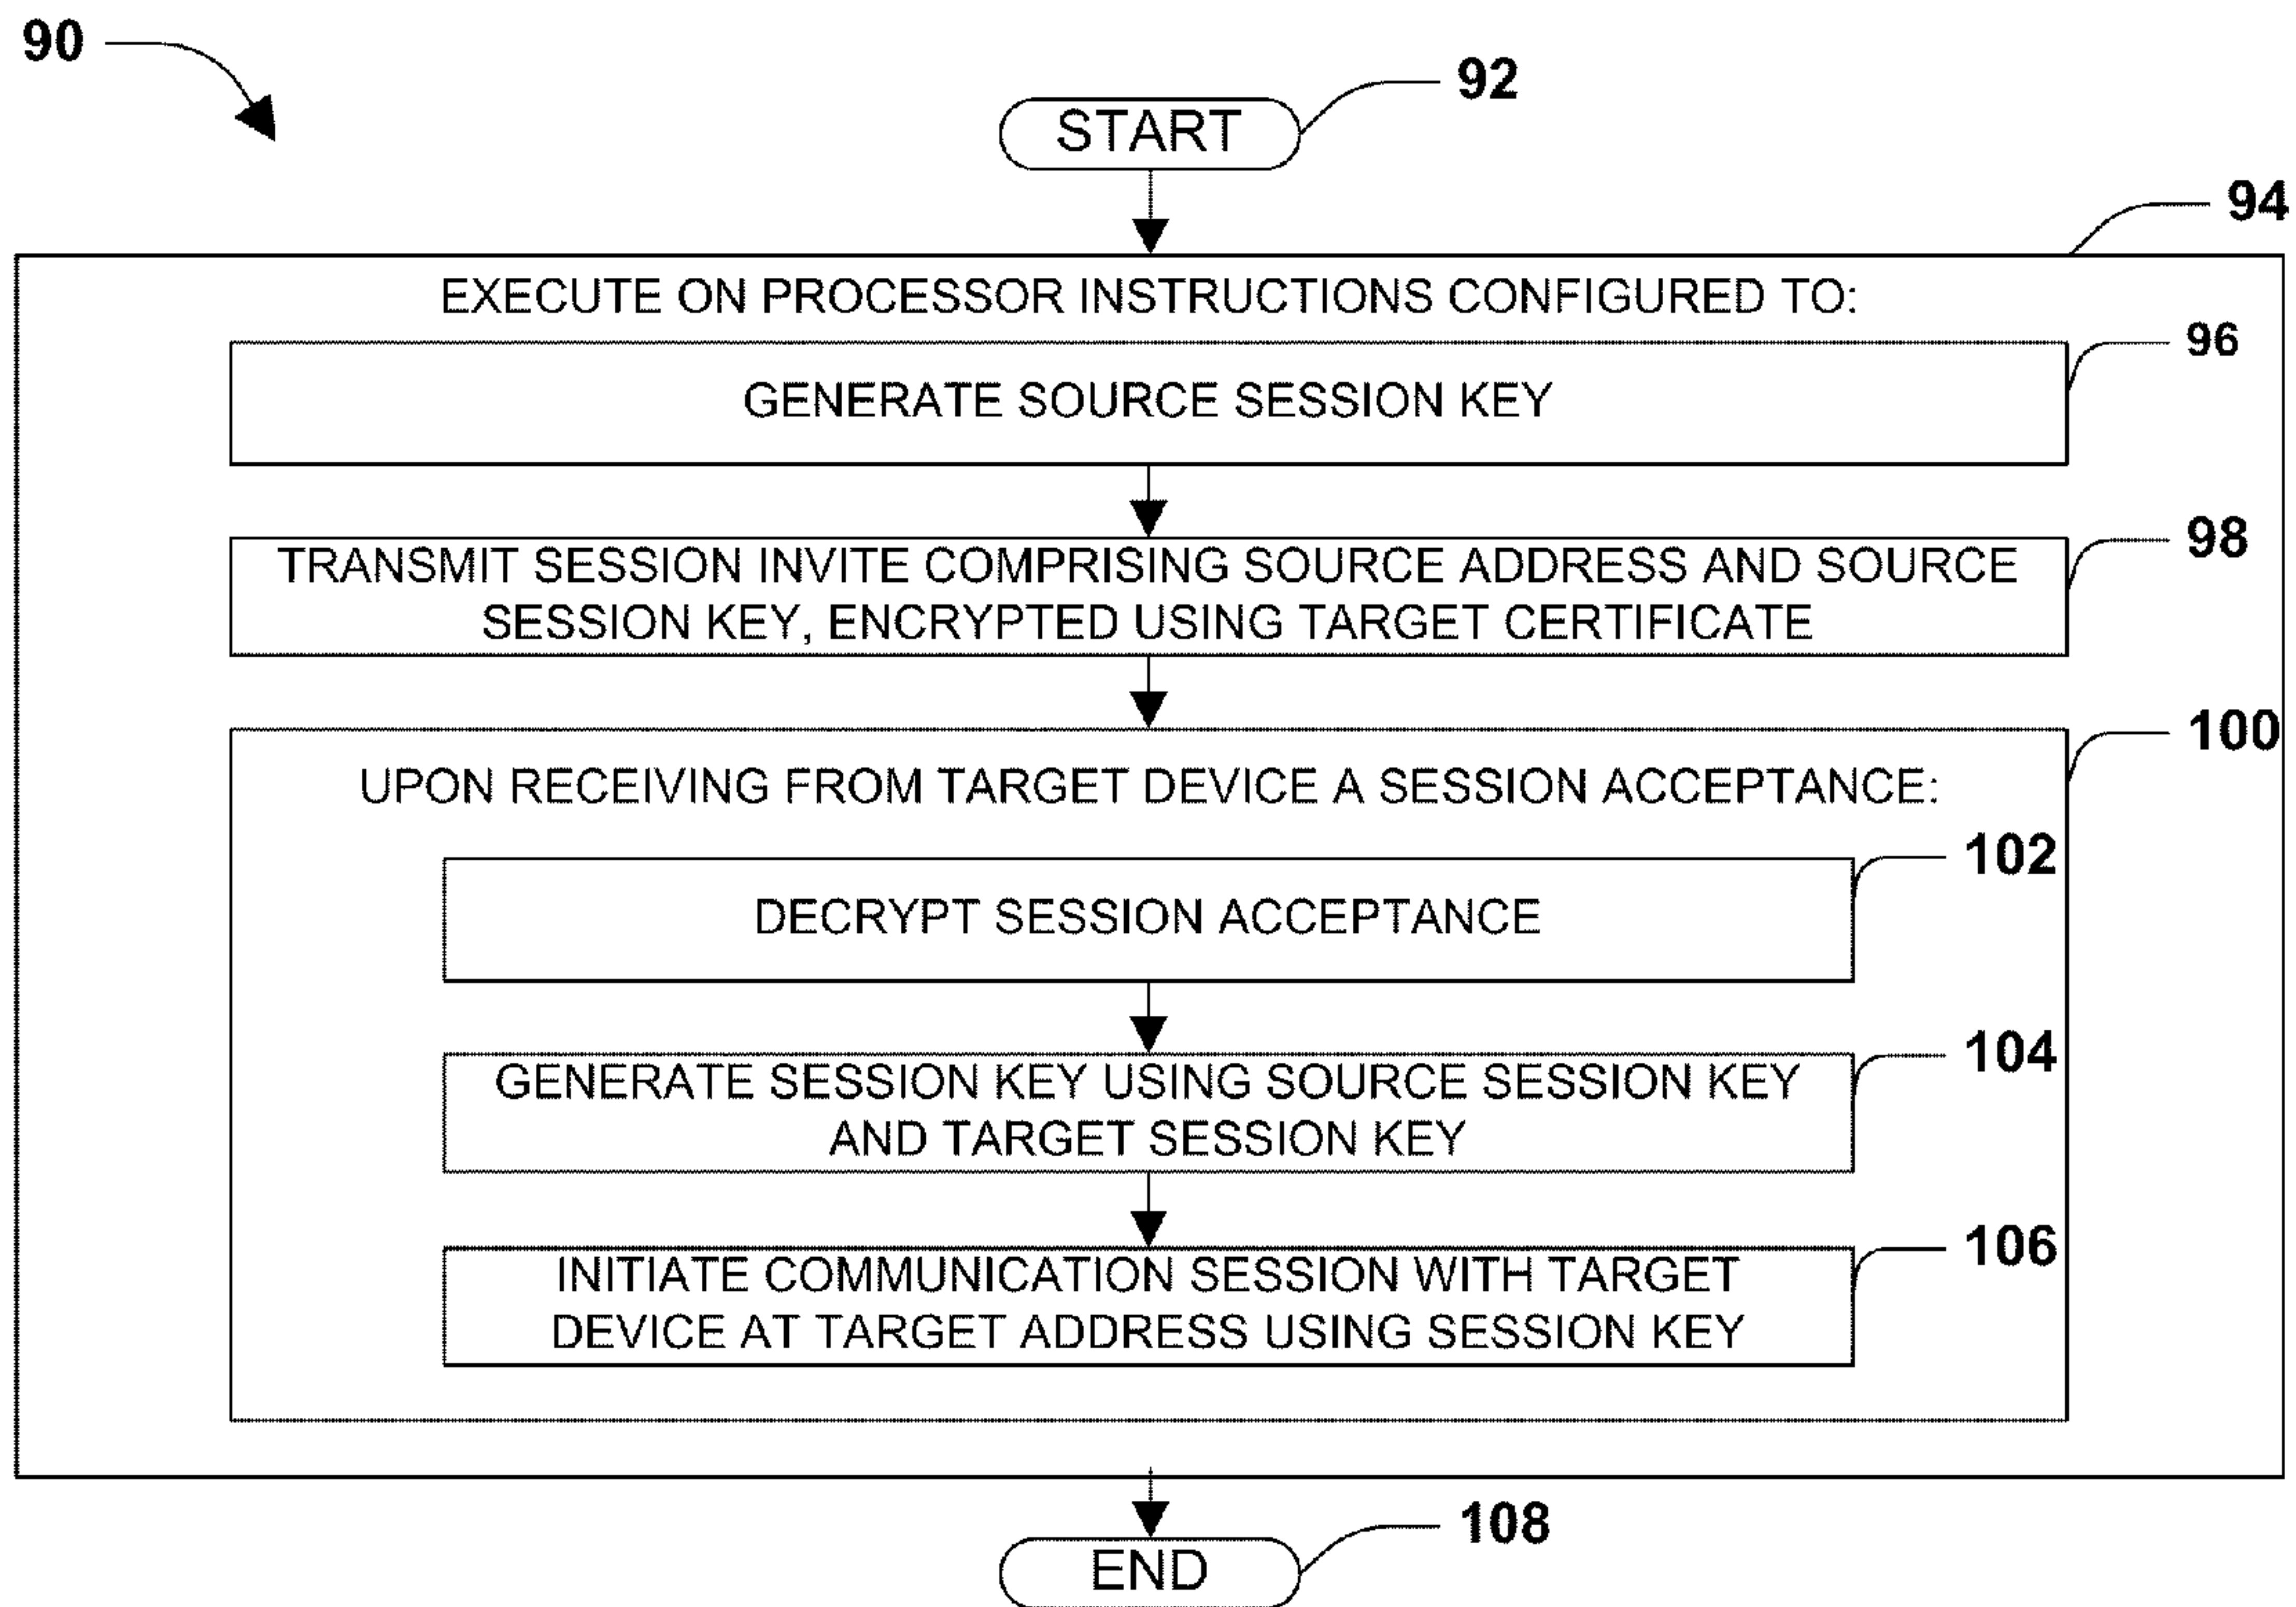 90
92
START
94
EXECUTE ON PROCESSOR INSTRUCTIONS CONFIGURED TO:
96
GENERATE SOURCE SESSION KEY
98
TRANSMIT SESSION INVITE COMPRISING SOURCE ADDRESS AND SOURCE
SESSION KEY, ENCRYPTED USING TARGET CERTIFICATE
100
UPON RECEIVING FROM TARGET DEVICE A SESSION ACCEPTANCE:
102
DECRYPT SESSION ACCEPTANCE
104
GENERATE SESSION KEY USING SOURCE SESSION KEY
AND TARGET SESSION KEY
106
INITIATE COMMUNICATION SESSION WITH TARGET
DEVICE AT TARGET ADDRESS USING SESSION KEY
108
END